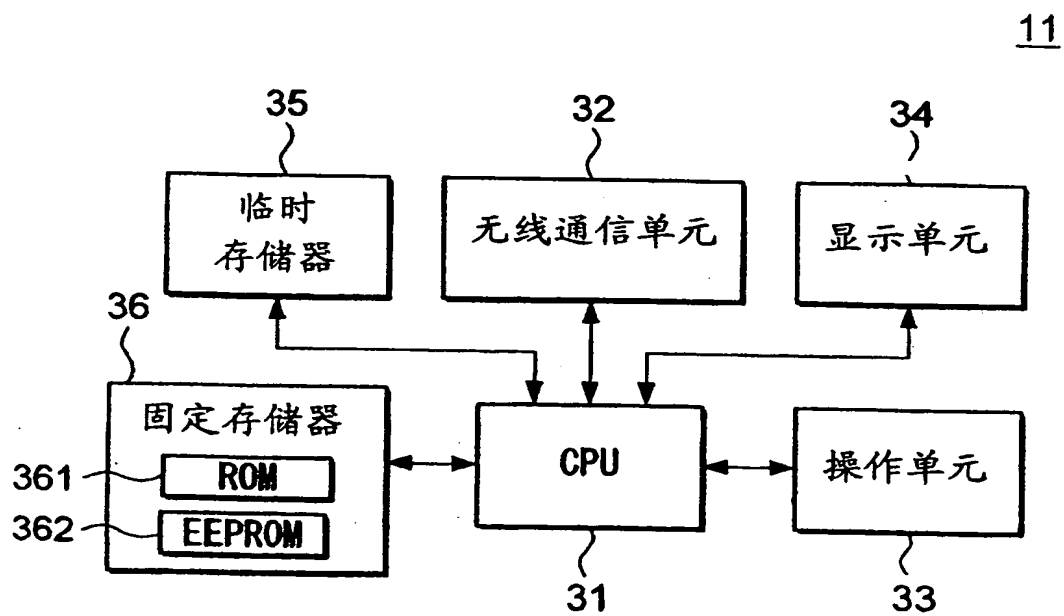 11
35
32
34
临时
存储器
无线通信单元
显示单元
36
固定存储器
361
ROM
362
EEPROM
CPU
操作单元
31
33